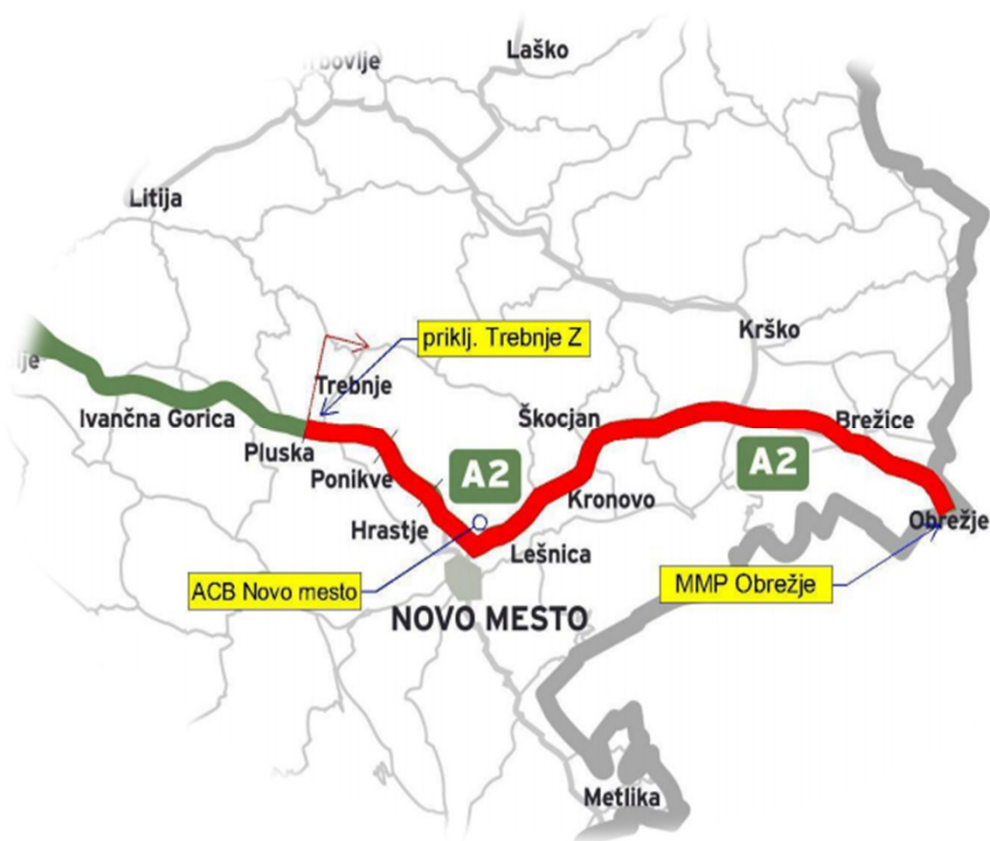 Laško
Litija
Krško
priklj. Trebnje Z
Trebnje
Ivančna Gorica
Škocjan
Brežice
Pluska
Ponikve
A2
A2
Kronovo
Hrastje
Obrežje
Lešnica
ACB Novo mesto
MMP Obrežje
NOVO MESTO
Metlika